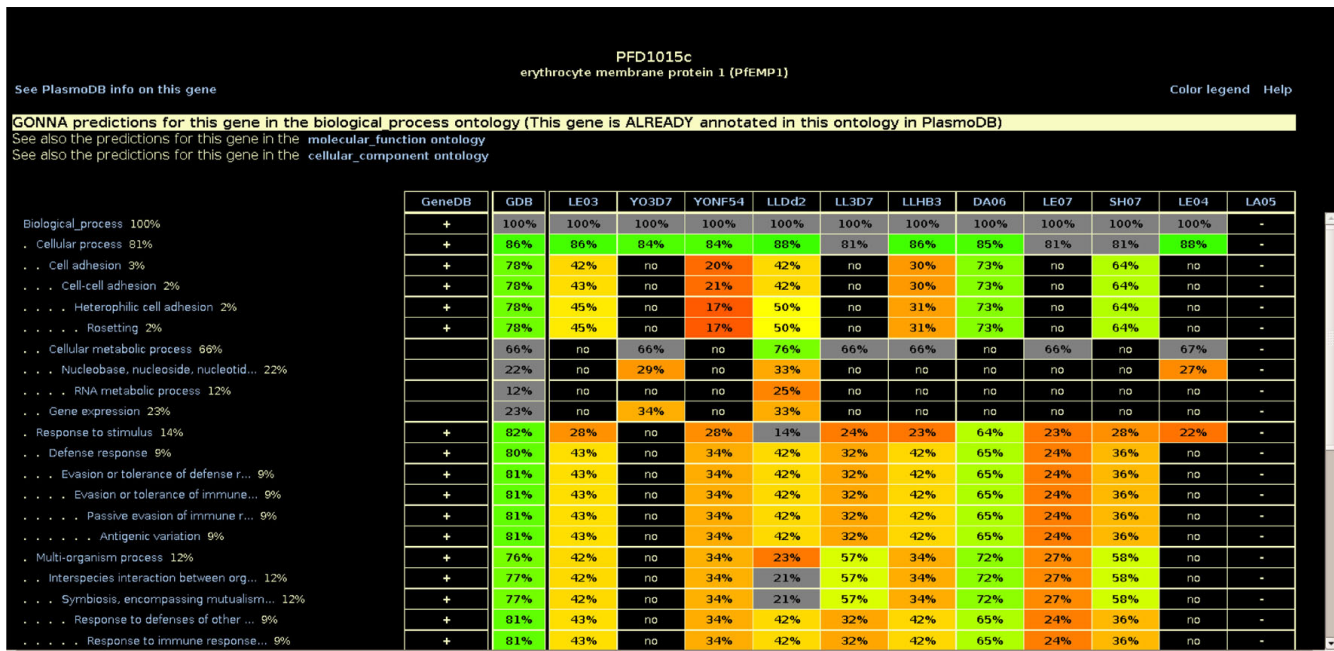 PFD1015c
erythrocyte membrane protein 1 (PfEMP1)
See PlasmoDB info on this gene Color legend Help
GONNA predictions for this gene in the biological_process ontology (This gene is ALREADY annotated in this ontology in PlasmoDB)
See also the predictions for this gene in the molecular_function ontology
See also the predictions for this gene in the cellular_component ontology
GeneDB GDB LE03 YO3D7 YONF54 LLDd2 LL3D7 LLHB3 DA06 LE07 SH07 LE04 LA05
Biological_process 100% + 100% 100% 100% 100% 100% 100% 100% 100% 100% 100% 100% -
. Cellular process 81% + 86% 86% 84% 84% 88% 81% 86% 85% 81% 81% 88% -
. . Cell adhesion 3% + 78% 42% no 20% 42% no 30% 73% no 64% no -
. . . Cell-cell adhesion 2% + 78% 43% no 21% 42% no 30% 73% no 64% no -
. . . . Heterophilic cell adhesion 2% + 78% 45% no 17% 50% no 31% 73% no 64% no -
. . . . . Rosetting 2% + 78% 45% no 17% 50% no 31% 73% no 64% no -
. . Cellular metabolic process 66% 66% no 66% no 76% 66% 66% no 66% no 67% -
. . . Nucleobase, nucleoside, nucleotid... 22% 22% no 29% no 33% no no no no no 27% -
. . . . RNA metabolic process 12% 12% no no no 25% no no no no no no -
. . Gene expression 23% 23% no 34% no 33% no no no no no no -
. Response to stimulus 14% + 82% 28% no 28% 14% 24% 23% 64% 23% 28% 22% -
. . Defense response 9% + 80% 43% no 34% 42% 32% 42% 65% 24% 36% no -
. . . Evasion or tolerance of defense r... 9% + 81% 43% no 34% 42% 32% 42% 65% 24% 36% no -
. . . . Evasion or tolerance of immune... 9% + 81% 43% no 34% 42% 32% 42% 65% 24% 36% no -
. . . . . Passive evasion of immune r... 9% + 81% 43% no 34% 42% 32% 42% 65% 24% 36% no -
. . . . . . Antigenic variation 9% + 81% 43% no 34% 42% 32% 42% 65% 24% 36% no -
. Multi-organism process 12% + 76% 42% no 34% 23% 57% 34% 72% 27% 58% no -
. . Interspecies interaction between org... 12% + 77% 42% no 34% 21% 57% 34% 72% 27% 58% no -
. . . Symbiosis, encompassing mutualism... 12% + 77% 42% no 34% 21% 57% 34% 72% 27% 58% no -
. . . . Response to defenses of other ... 9% + 81% 43% no 34% 42% 32% 42% 65% 24% 36% no -
. . . . . Response to immune response... 9% + 81% 43% no 34% 42% 32% 42% 65% 24% 36% no -